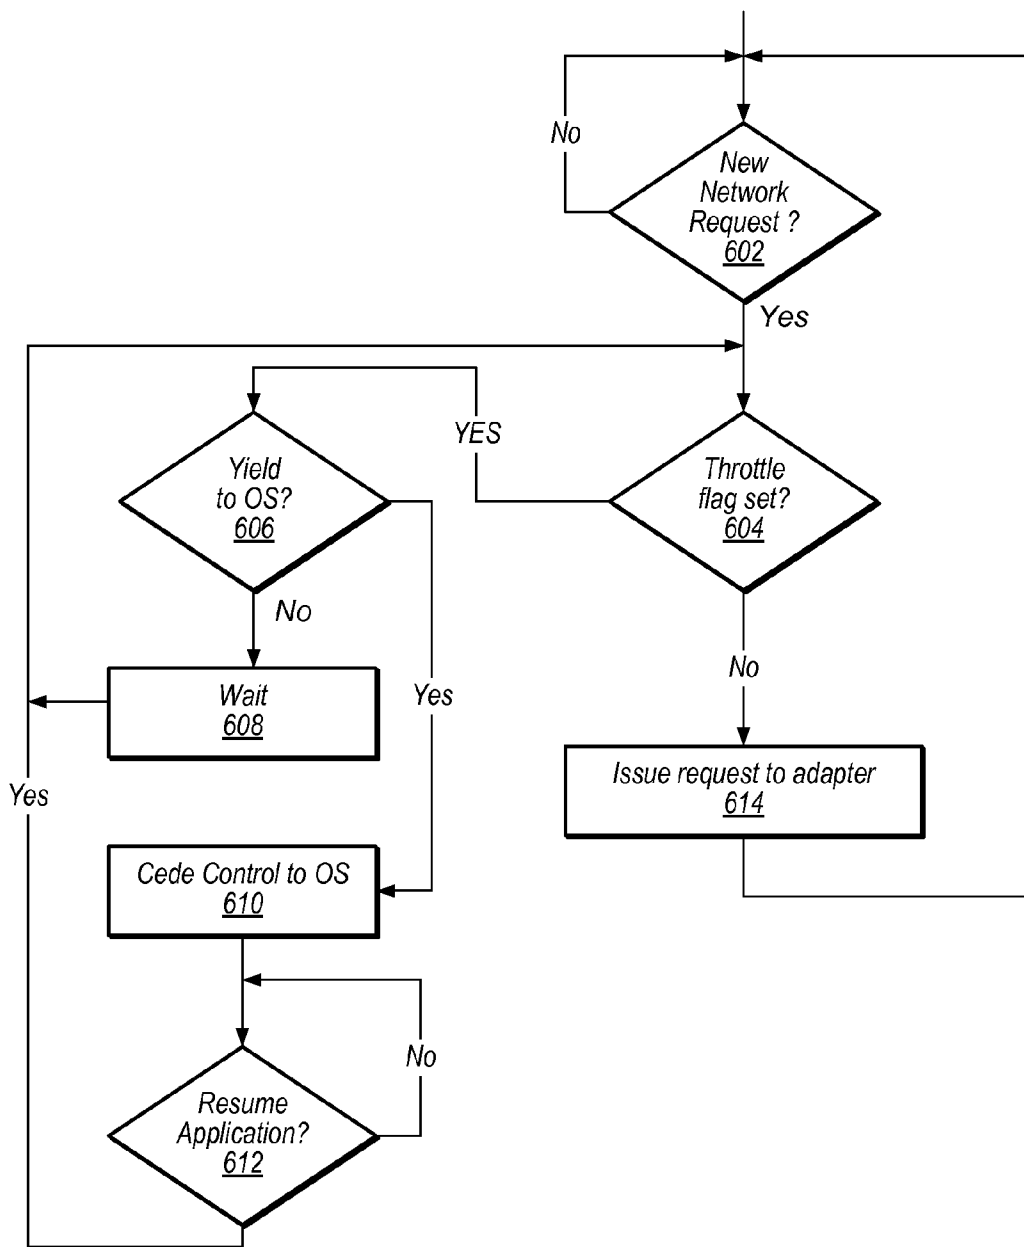 No
New
Network
Request ?
602
Yes
YES
Yield
to OS?
606
Throttle
flag set?
604
No
No
Wait
608
Yes
Yes
Issue request to adapter
614
Cede Control to OS
610
No
Resume
Application?
612